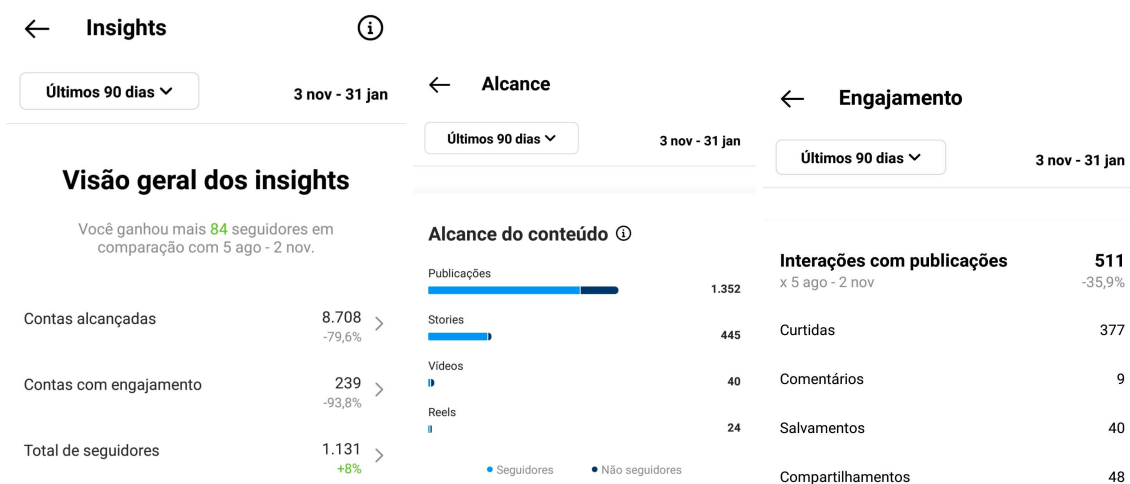 Insights
Últimos 90 dias
3 nov - 31 jan
Visão geral dos insights
Você ganhou mais 84 seguidores em
comparação com 5 ago - 2 nov.
Contas alcançadas
8.708
-79,6%
Contas com engajamento
239
-93,8%
Total de seguidores
1.131
+8%
Alcance
Últimos 90 dias
3 nov - 31 jan
Alcance do conteúdo
Publicações
1.352
Stories
445
Vídeos
40
Reels
24
Seguidores
Não seguidores
Engajamento
Últimos 90 dias
3 nov - 31 jan
Interações com publicações
511
x 5 ago - 2 nov
-35,9%
Curtidas
377
Comentários
9
Salvamentos
40
Compartilhamentos
48